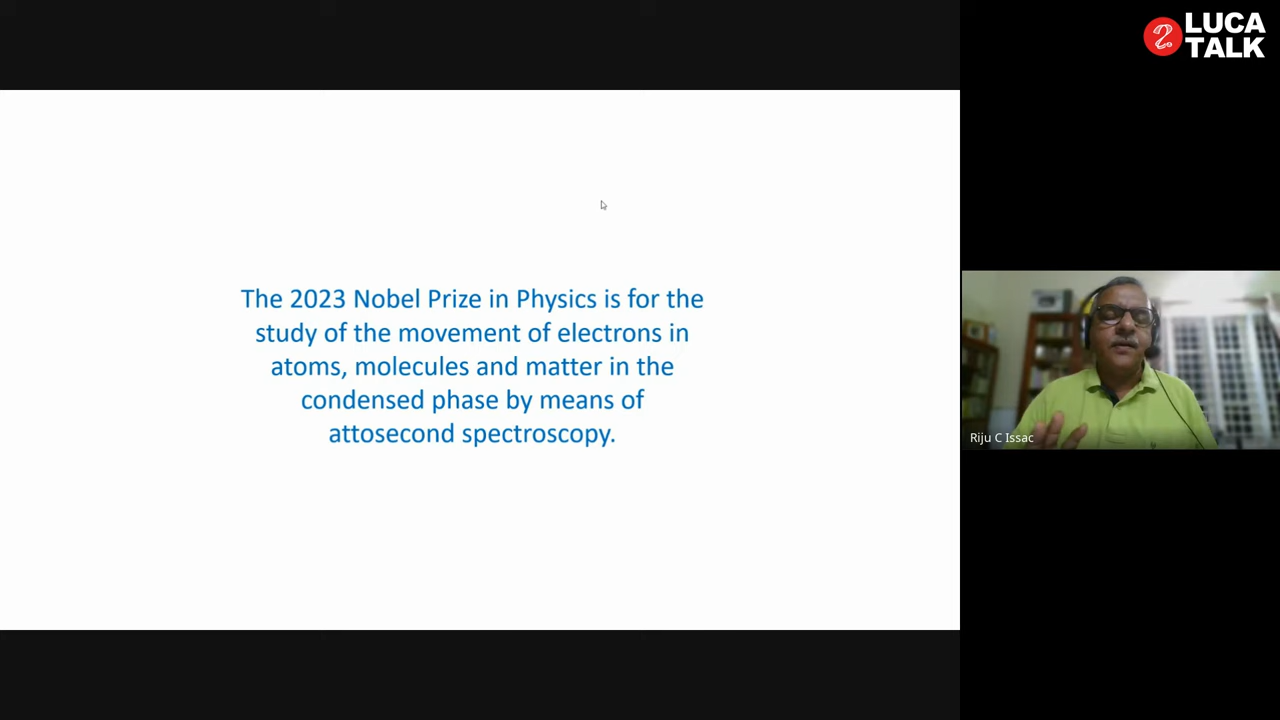 LUCA
TALK
The 2023 Nobel Prize in Physics is for the
study of the movement of electrons in
atoms, molecules and matter in the
condensed phase by means of
attosecond spectroscopy.
Riju C Issac